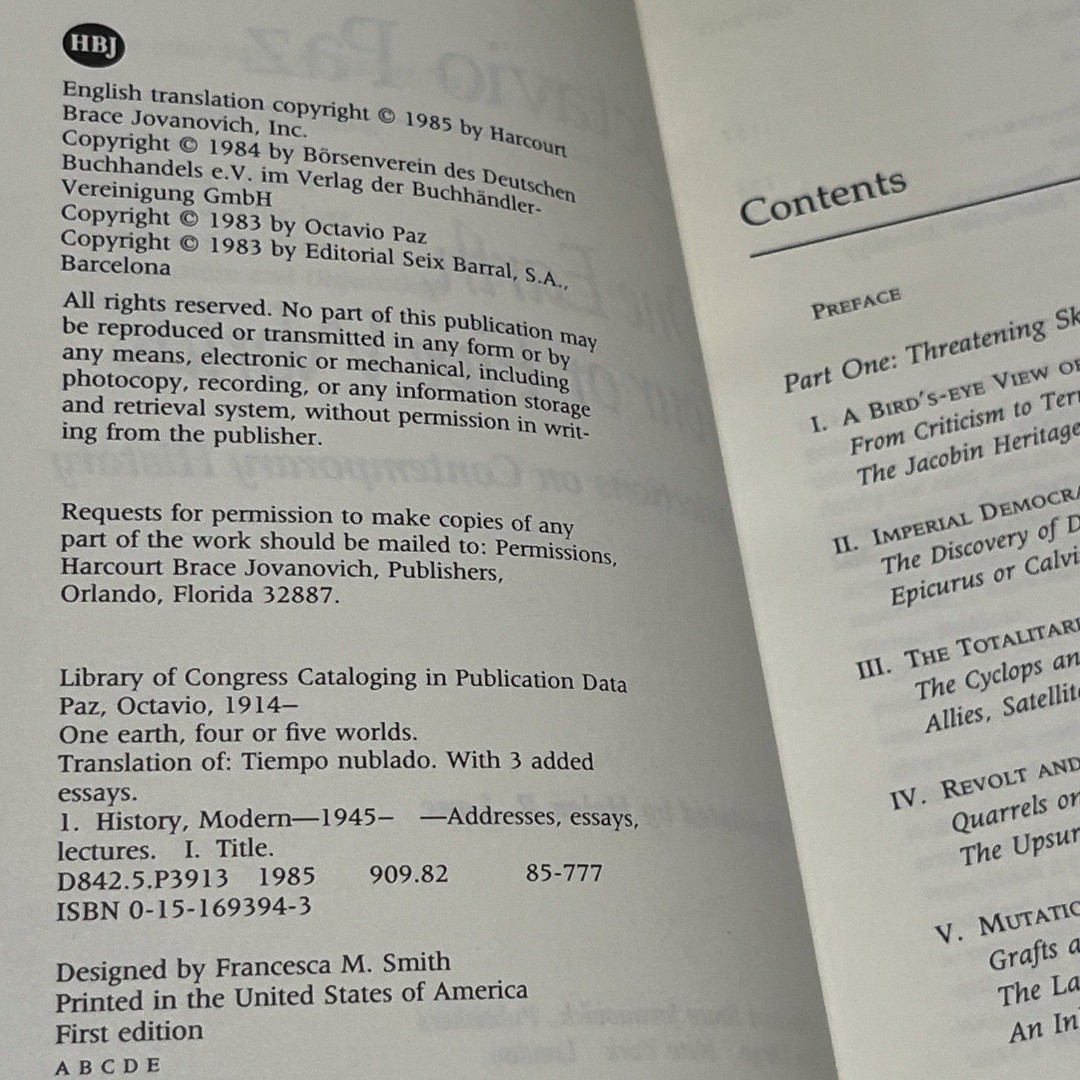 HBJ
English translation copyright © 1985 by Harcourt
Brace Jovanovich, Inc.
Copyright © 1984 by Börsenverein des Deutschen
Buchhandels e.V. im Verlag der Buchhändler-
Vereinigung GmbH
Copyright © 1983 by Octavio Paz
Copyright © 1983 by Editorial Seix Barral, S.A.,
Barcelona
All rights reserved. No part of this publication may
be reproduced or transmitted in any form or by
any means, electronic or mechanical, including
photocopy, recording, or any information storage
and retrieval system, without permission in writ-
ing from the publisher.
Requests for permission to make copies of any
part of the work should be mailed to: Permissions,
Harcourt Brace Jovanovich, Publishers,
Orlando, Florida 32887.
Library of Congress Cataloging in Publication Data
Paz, Octavio, 1914–
One earth, four or five worlds.
Translation of: Tiempo nublado. With 3 added
essays.
1. History, Modern—1945– —Addresses, essays,
lectures. I. Title.
D842.5.P3913 1985 909.82 85-777
ISBN 0-15-169394-3
Designed by Francesca M. Smith
Printed in the United States of America
First edition
A B C D E
Contents
PREFACE
Part One: Threatening Sk
I. A BIRD'S-EYE VIEW OF
From Criticism to Terr
The Jacobin Heritage
II. IMPERIAL DEMOCRA
The Discovery of D
Epicurus or Calvi
III. THE TOTALITARI
The Cyclops an
Allies, Satellit
IV. REVOLT AND
Quarrels or
The Upsur
V. MUTATIO
Grafts a
The La
An In